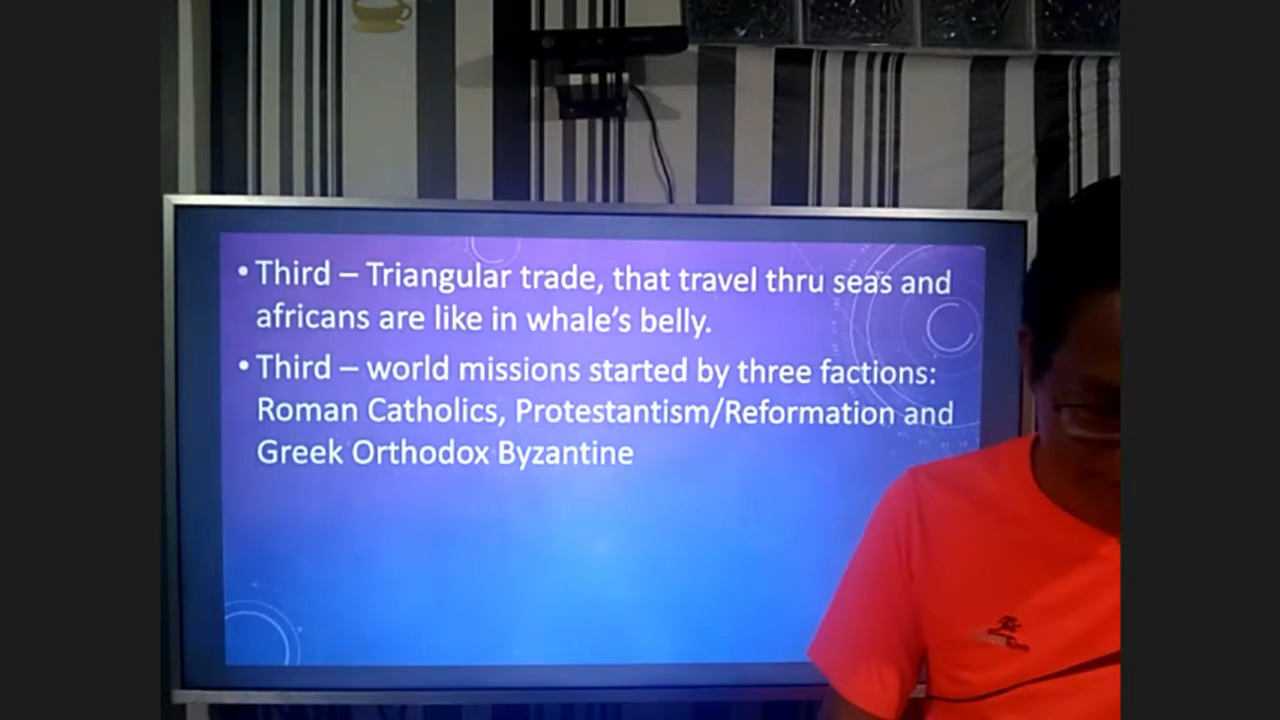 • Third – Triangular trade, that travel thru seas and
africans are like in whale's belly.
• Third – world missions started by three factions:
Roman Catholics, Protestantism/Reformation and
Greek Orthodox Byzantine